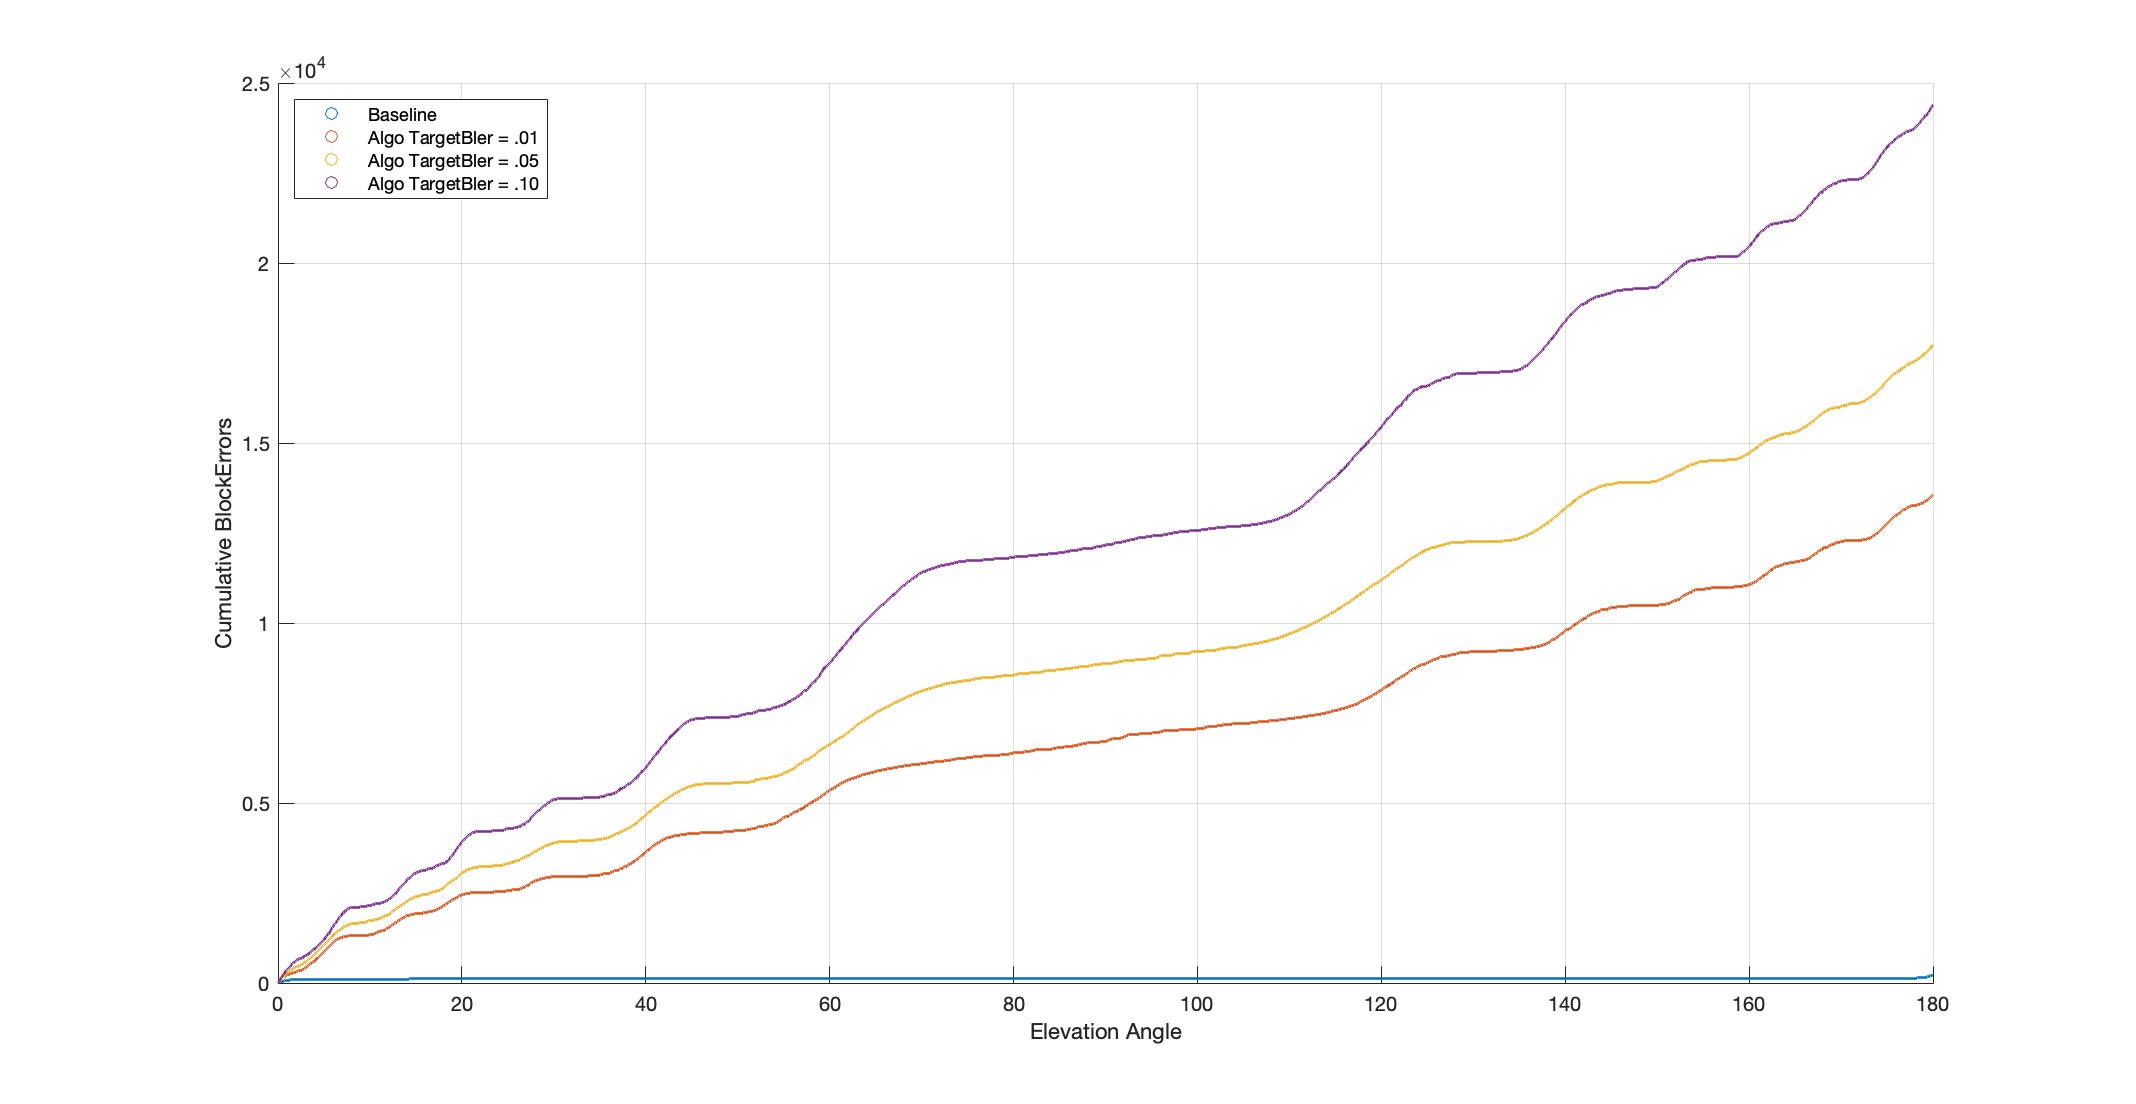 ×10⁴
2.5
2
1.5
1
0.5
0
Cumulative BlockErrors
Baseline
Algo TargetBler = .01
Algo TargetBler = .05
Algo TargetBler = .10
0 20 40 60 80 100 120 140 160 180
Elevation Angle